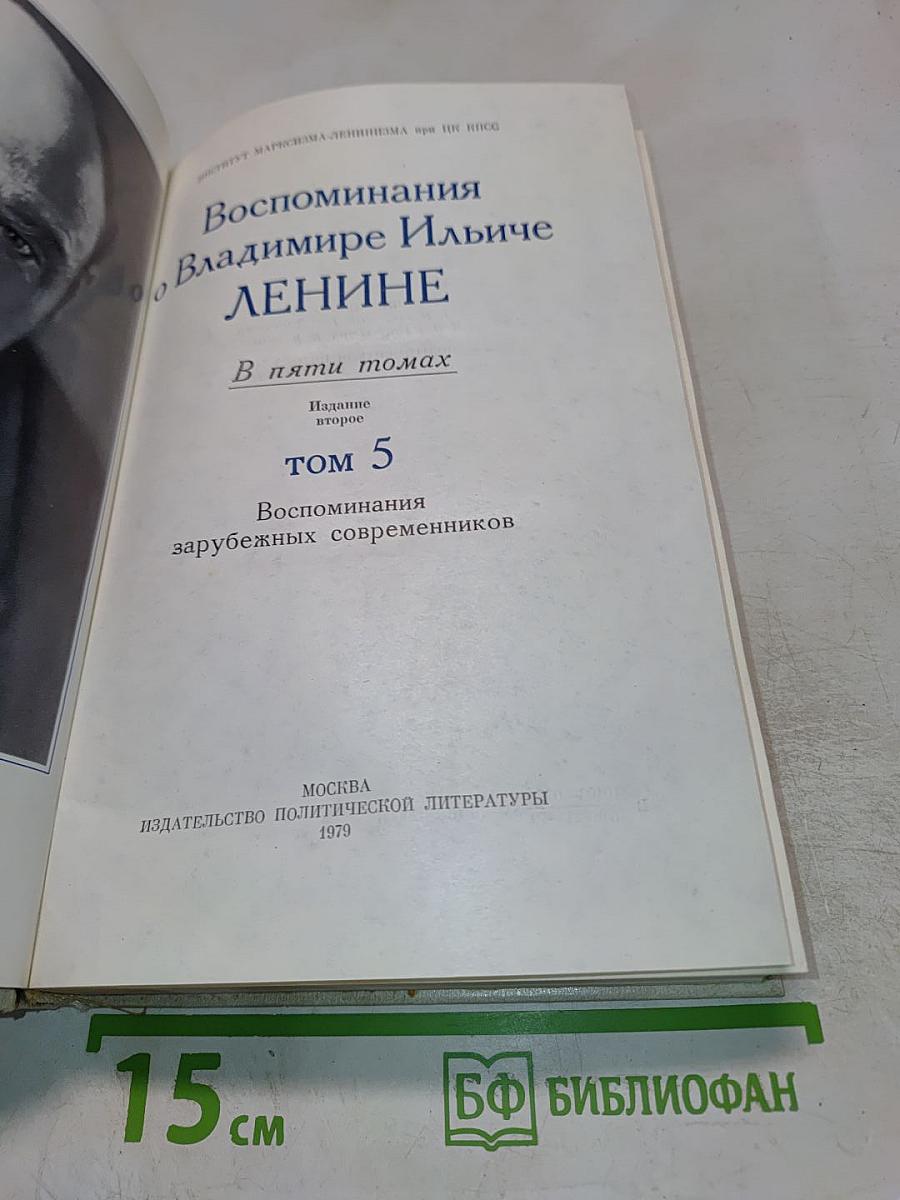 ИНСТИТУТ МАРКСИЗМА-ЛЕНИНИЗМА при ЦК КПСС
Воспоминания
о Владимире Ильиче
ЛЕНИНЕ
В пяти томах
Издание
второе
том 5
Воспоминания
зарубежных современников
МОСКВА
ИЗДАТЕЛЬСТВО ПОЛИТИЧЕСКОЙ ЛИТЕРАТУРЫ
1979
15 см
БФ БИБЛИОФАН